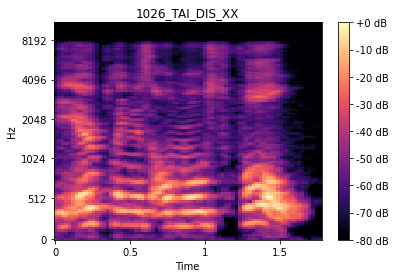 1026_TAI_DIS_XX
8192
4096
2048
1024
512
0
Hz
0
0.5
1
1.5
Time
+0 dB
-10 dB
-20 dB
-30 dB
-40 dB
-50 dB
-60 dB
-70 dB
-80 dB